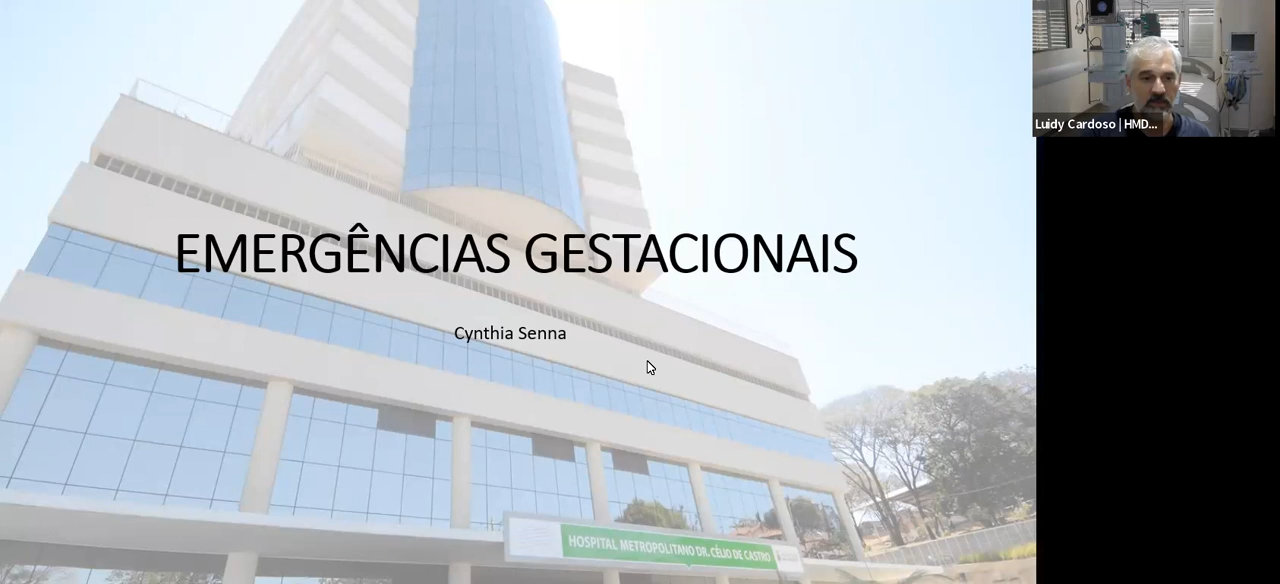 Luidy Cardoso | HMD...
EMERGÊNCIAS GESTACIONAIS
Cynthia Senna
HOSPITAL METROPOLITANO DR. CÉLIO DE CASTRO